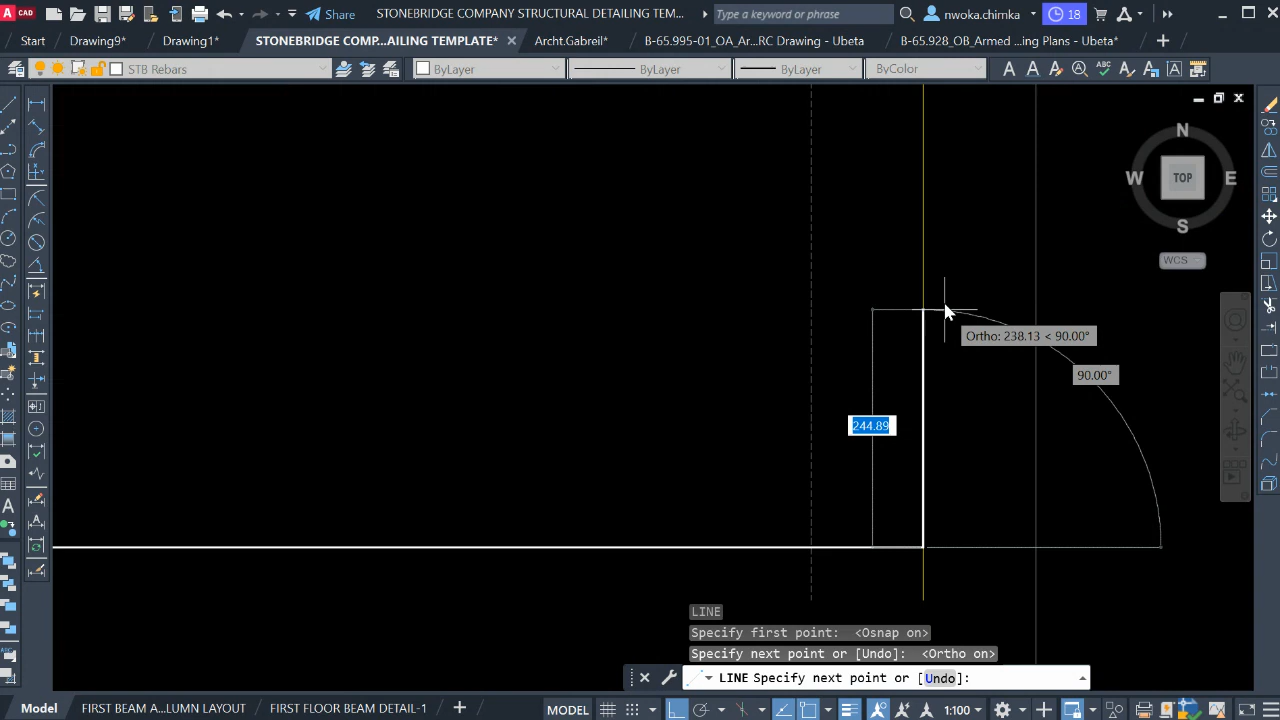 CAD
Share
STONEBRIDGE COMPANY STRUCTURAL DETAILING TEM...
Type a keyword or phrase
nwoka.chimka
18
Start
Drawing9*
Drawing1*
STONEBRIDGE COMP...AILING TEMPLATE*
Archt.Gabriel*
B-65.995-01_OA_Ar...RC Drawing - Ubeta
B-65.928_OB_Armed ...ing Plans - Ubeta*
STB Rebars
ByLayer
ByLayer
ByLayer
ByColor
N
W
TOP
E
S
WCS
Ortho: 238.13 < 90.00°
90.00°
244.89
LINE
Specify first point: <Osnap on>
Specify next point or [Undo]: <Ortho on>
LINE Specify next point or [Undo]:
Model
FIRST BEAM A...LUMN LAYOUT
FIRST FLOOR BEAM DETAIL-1
MODEL
1:100